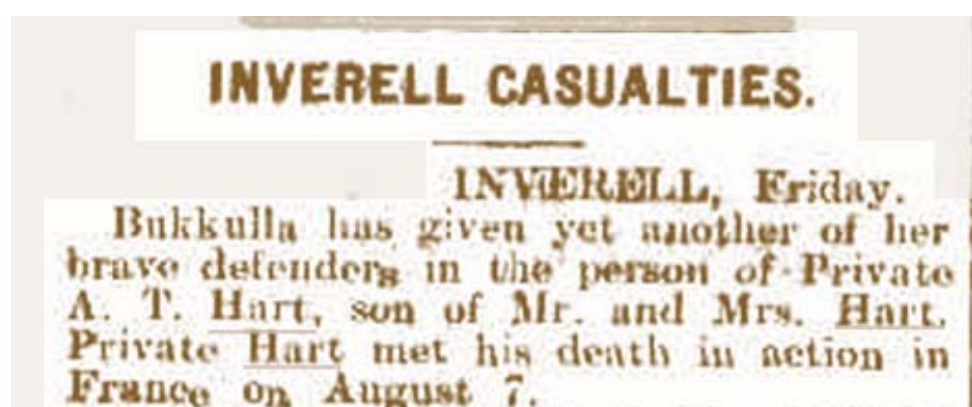 INVERELL CASUALTIES.
INVERELL, Friday.
Bukkulla has given yet another of her
brave defenders in the person of Private
A. T. Hart, son of Mr. and Mrs. Hart.
Private Hart met his death in action in
France on August 7.